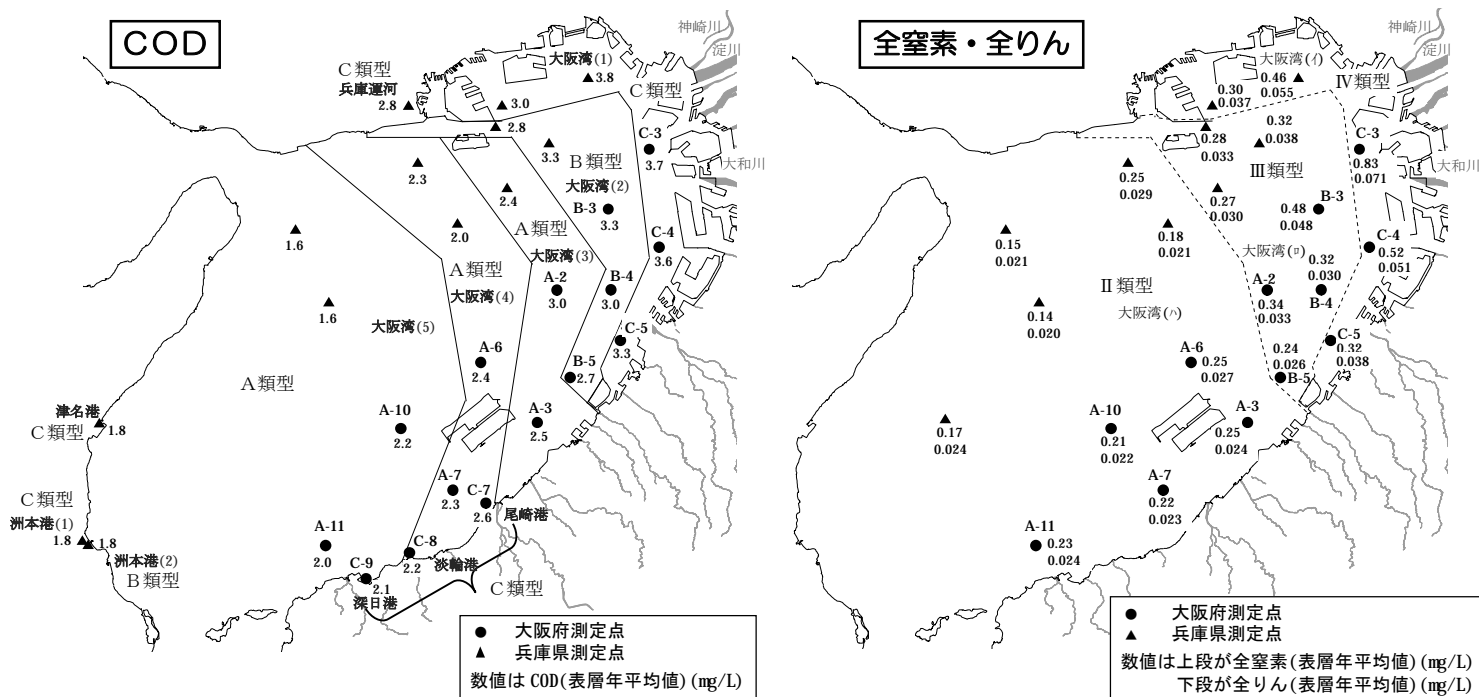 COD
神崎川
淀川
大阪湾(1)
3.8
C類型
C類型
兵庫運河
2.8
3.0
2.8
3.3
B類型
大阪湾(2)
C-3
3.7
大和川
2.3
2.4
B-3
3.3
A類型
大阪湾(3)
2.0
1.6
C-4
3.6
A類型
大阪湾(4)
A-2
3.0
B-4
3.0
1.6
大阪湾(5)
C-5
3.3
A-6
2.4
B-5
2.7
A類型
A-10
2.2
A-3
2.5
津名港
1.8
C類型
A-7
2.3
C-7
2.6
尾崎港
C類型
洲本港(1)
1.8
1.8
洲本港(2)
B類型
A-11
2.0
C-8
2.2
淡輪港
C-9
2.1
深日港
C類型
● 大阪府測定点
▲ 兵庫県測定点
数値は COD(表層年平均値)(mg/L)
全窒素・全りん
神崎川
淀川
大阪湾(イ)
0.46
0.055
Ⅳ類型
0.30
0.037
0.28
0.033
0.32
0.038
Ⅲ類型
C-3
0.83
0.071
大和川
0.25
0.029
0.27
0.030
B-3
0.48
0.048
0.18
0.021
0.15
0.021
大阪湾(ロ)
C-4
0.52
0.051
Ⅱ類型
大阪湾(ハ)
A-2
0.34
0.033
0.32
0.030
B-4
0.14
0.020
C-5
0.32
0.038
A-6
0.25
0.027
0.24
0.026
B-5
0.17
0.024
A-10
0.21
0.022
A-3
0.25
0.024
A-7
0.22
0.023
A-11
0.23
0.024
● 大阪府測定点
▲ 兵庫県測定点
数値は上段が全窒素(表層年平均値)(mg/L)
下段が全りん(表層年平均値)(mg/L)